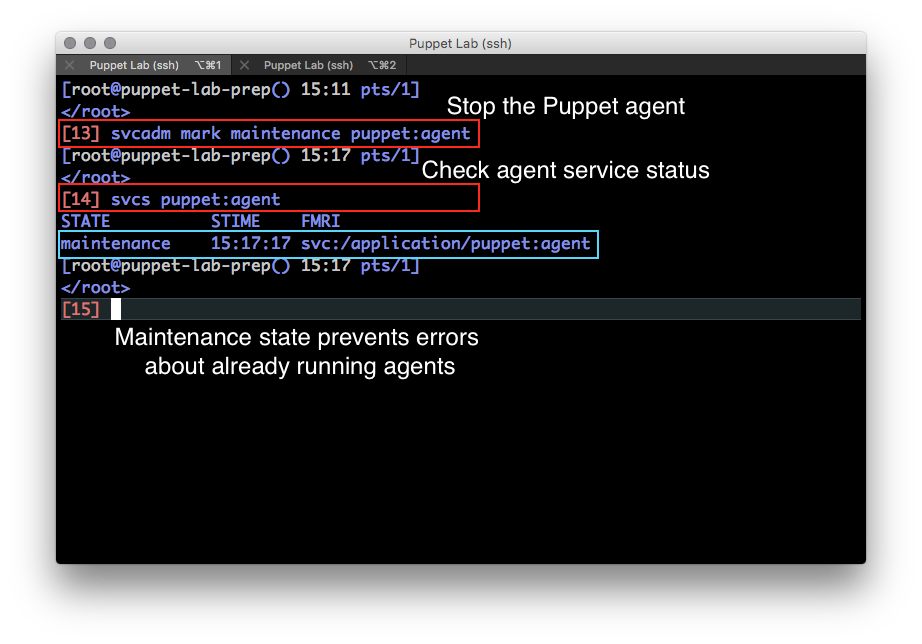 Puppet Lab (ssh)
Puppet Lab (ssh) ⌥⌘1 Puppet Lab (ssh) ⌥⌘2
[root@puppet-lab-prep() 15:11 pts/1]
Stop the Puppet agent
</root>
[13] svcadm mark maintenance puppet:agent
[root@puppet-lab-prep() 15:17 pts/1]
Check agent service status
</root>
[14] svcs puppet:agent
STATE STIME FMRI
maintenance 15:17:17 svc:/application/puppet:agent
[root@puppet-lab-prep() 15:17 pts/1]
</root>
[15]
Maintenance state prevents errors
about already running agents